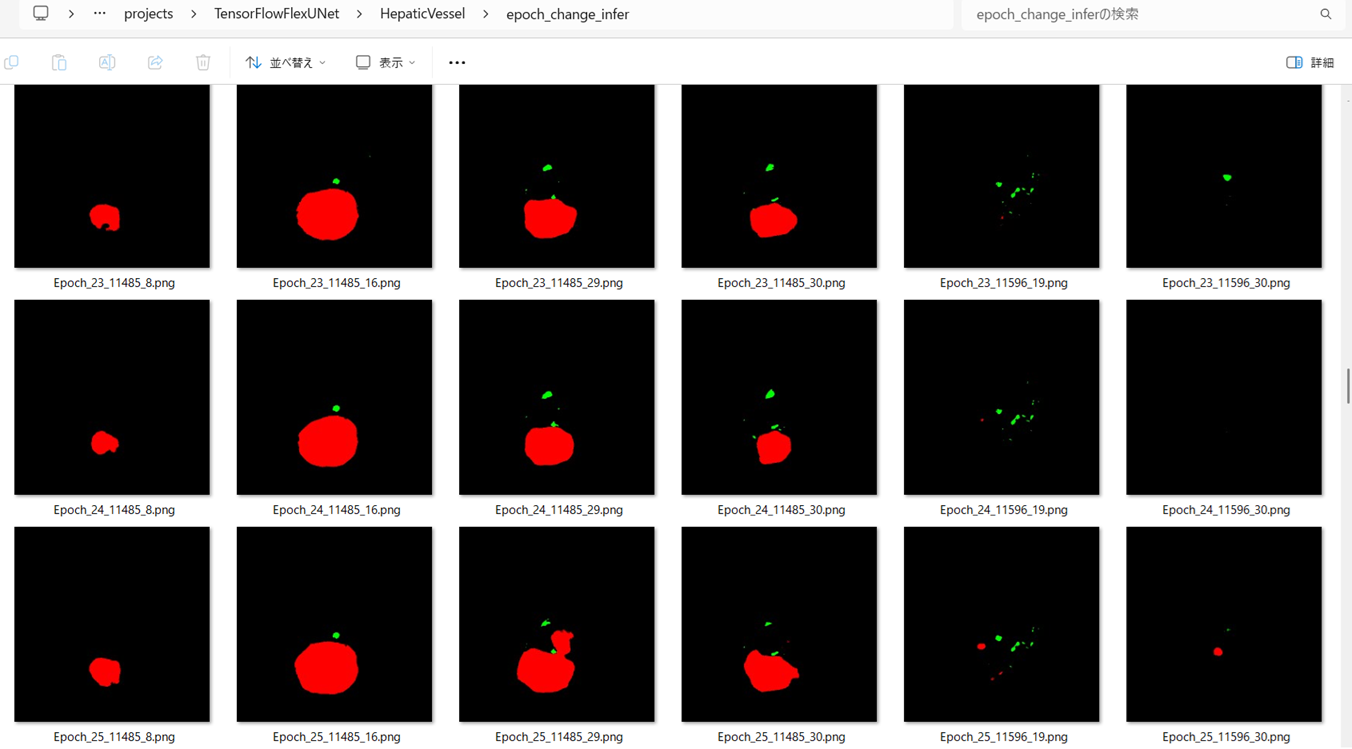 ··· projects TensorFlowFlexUNet HepaticVessel epoch_change_infer epoch_change_inferの検索
並べ替え 表示 ··· 詳細
Epoch_23_11485_8.png Epoch_23_11485_16.png Epoch_23_11485_29.png Epoch_23_11485_30.png Epoch_23_11596_19.png Epoch_23_11596_30.png
Epoch_24_11485_8.png Epoch_24_11485_16.png Epoch_24_11485_29.png Epoch_24_11485_30.png Epoch_24_11596_19.png Epoch_24_11596_30.png
Epoch_25_11485_8.png Epoch_25_11485_16.png Epoch_25_11485_29.png Epoch_25_11485_30.png Epoch_25_11596_19.png Epoch_25_11596_30.png